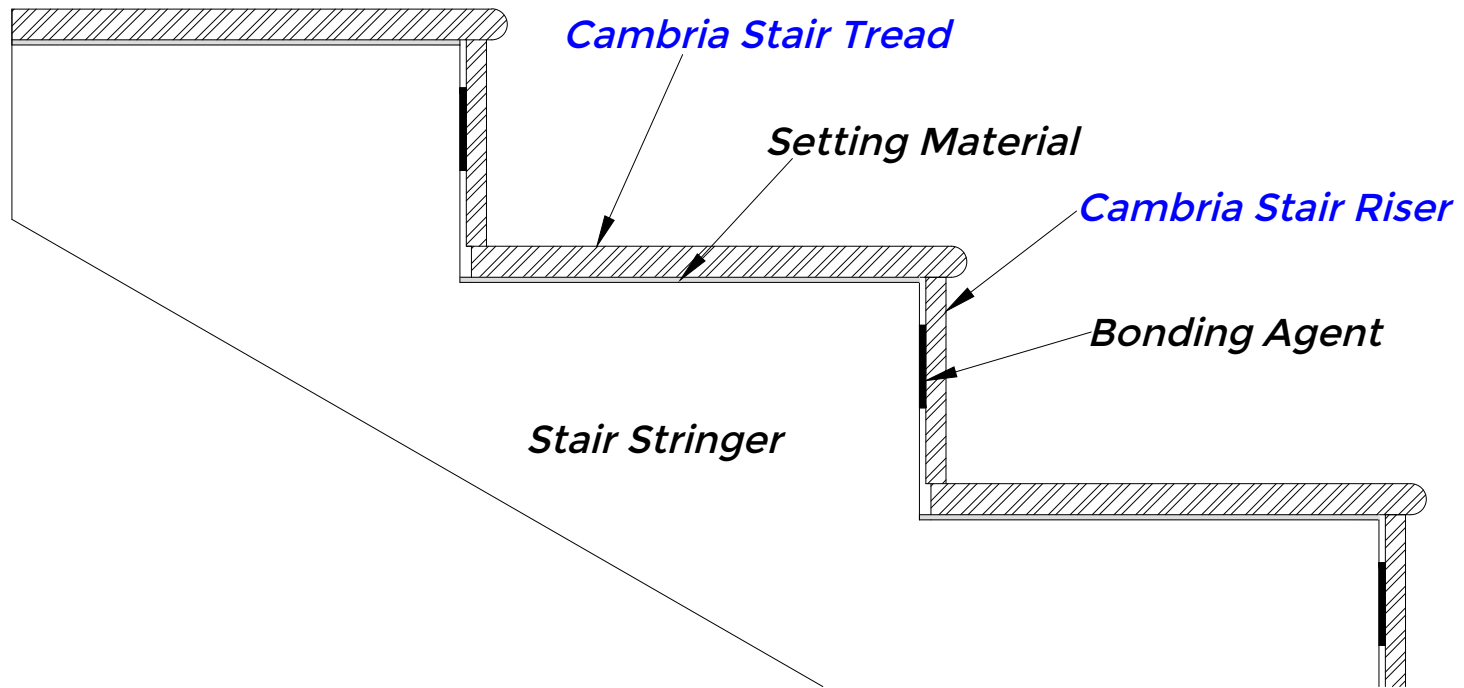 Cambria Stair Tread
Setting Material
Cambria Stair Riser
Bonding Agent
Stair Stringer